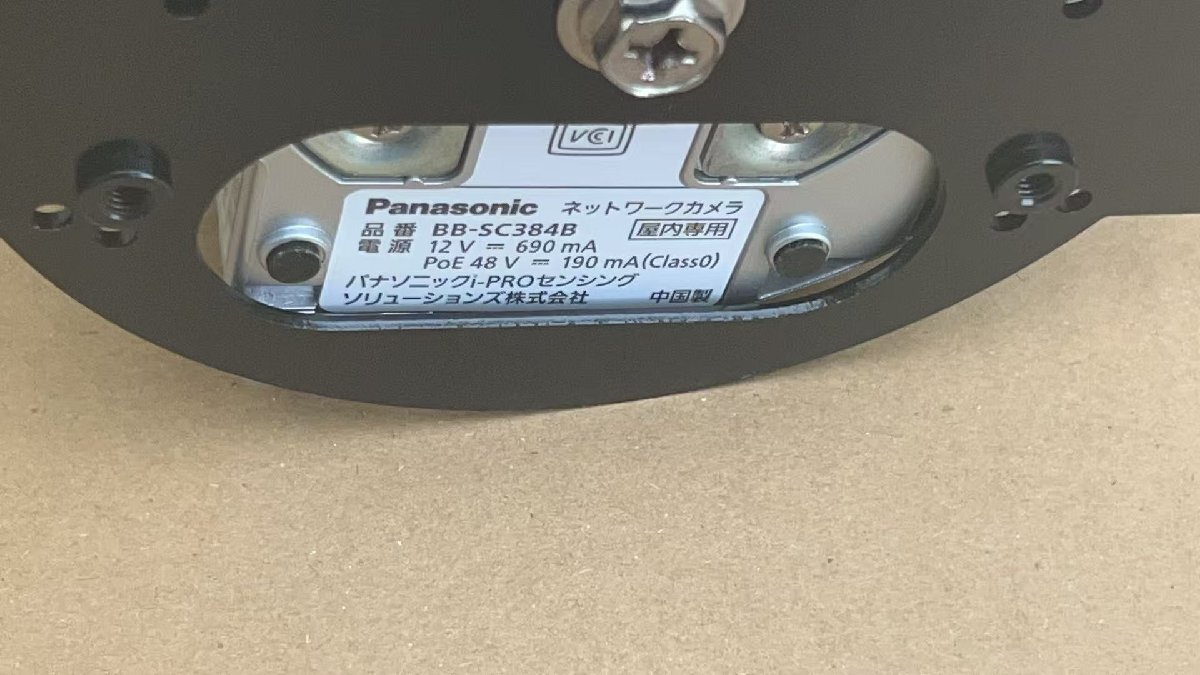 VCI
Panasonic ネットワークカメラ
品番 BB-SC384B 屋内専用
電源 12 V ⎓ 690 mA
PoE 48 V ⎓ 190 mA(Class0)
パナソニックi-PROセンシング
ソリューションズ株式会社 中国製